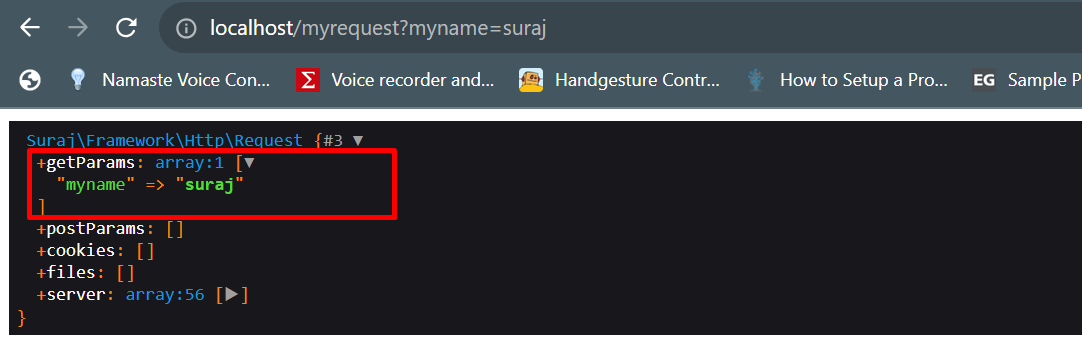 localhost/myrequest?myname=suraj
Namaste Voice Con... Voice recorder and... Handgesture Contr... How to Setup a Pro... EG Sample P
Suraj\Framework\Http\Request {#3 ▼
+getParams: array:1 [▼
"myname" => "suraj"
]
+postParams: []
+cookies: []
+files: []
+server: array:56 [▶]
}